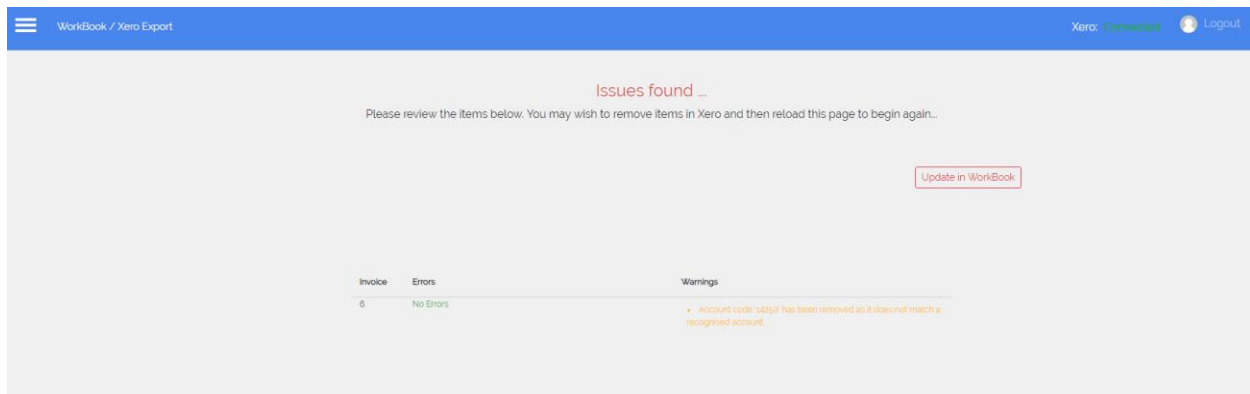 WorkBook / Xero Export
Xero: Connected
Logout
Issues found ...
Please review the items below. You may wish to remove items in Xero and then reload this page to begin again...
Update in WorkBook
Invoice Errors Warnings
6 No Errors
• Account code '14250' has been removed as it does not match a
recognised account